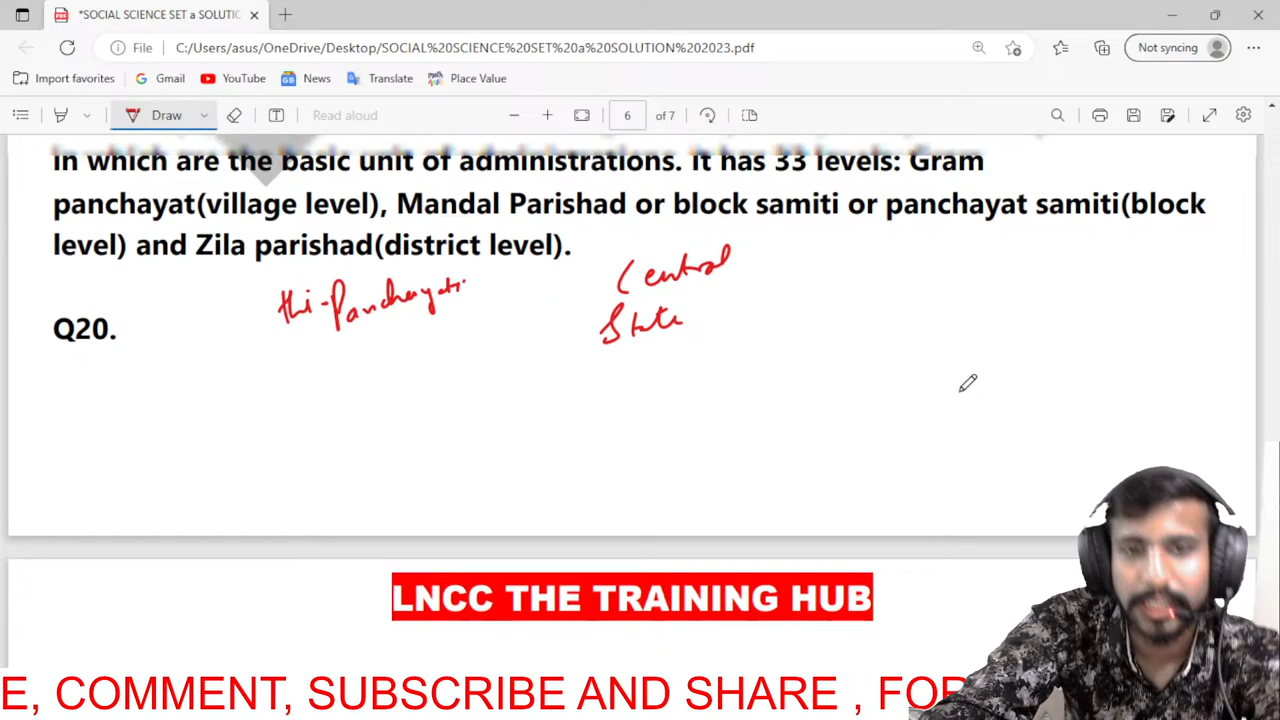 *SOCIAL SCIENCE SET a SOLUTIO
File
C:/Users/asus/OneDrive/Desktop/SOCIAL%20SCIENCE%20SET%20a%20SOLUTION%202023.pdf
Not syncing
Import favorites
Gmail
YouTube
News
Translate
Place Value
Draw
Read aloud
6
of 7
In which are the basic unit of administrations. It has 33 levels: Gram
panchayat(village level), Mandal Parishad or block samiti or panchayat samiti(block
level) and Zila parishad(district level).
Central
Panchayati
State
Q20.
LNCC THE TRAINING HUB
E, COMMENT, SUBSCRIBE AND SHARE , FOR